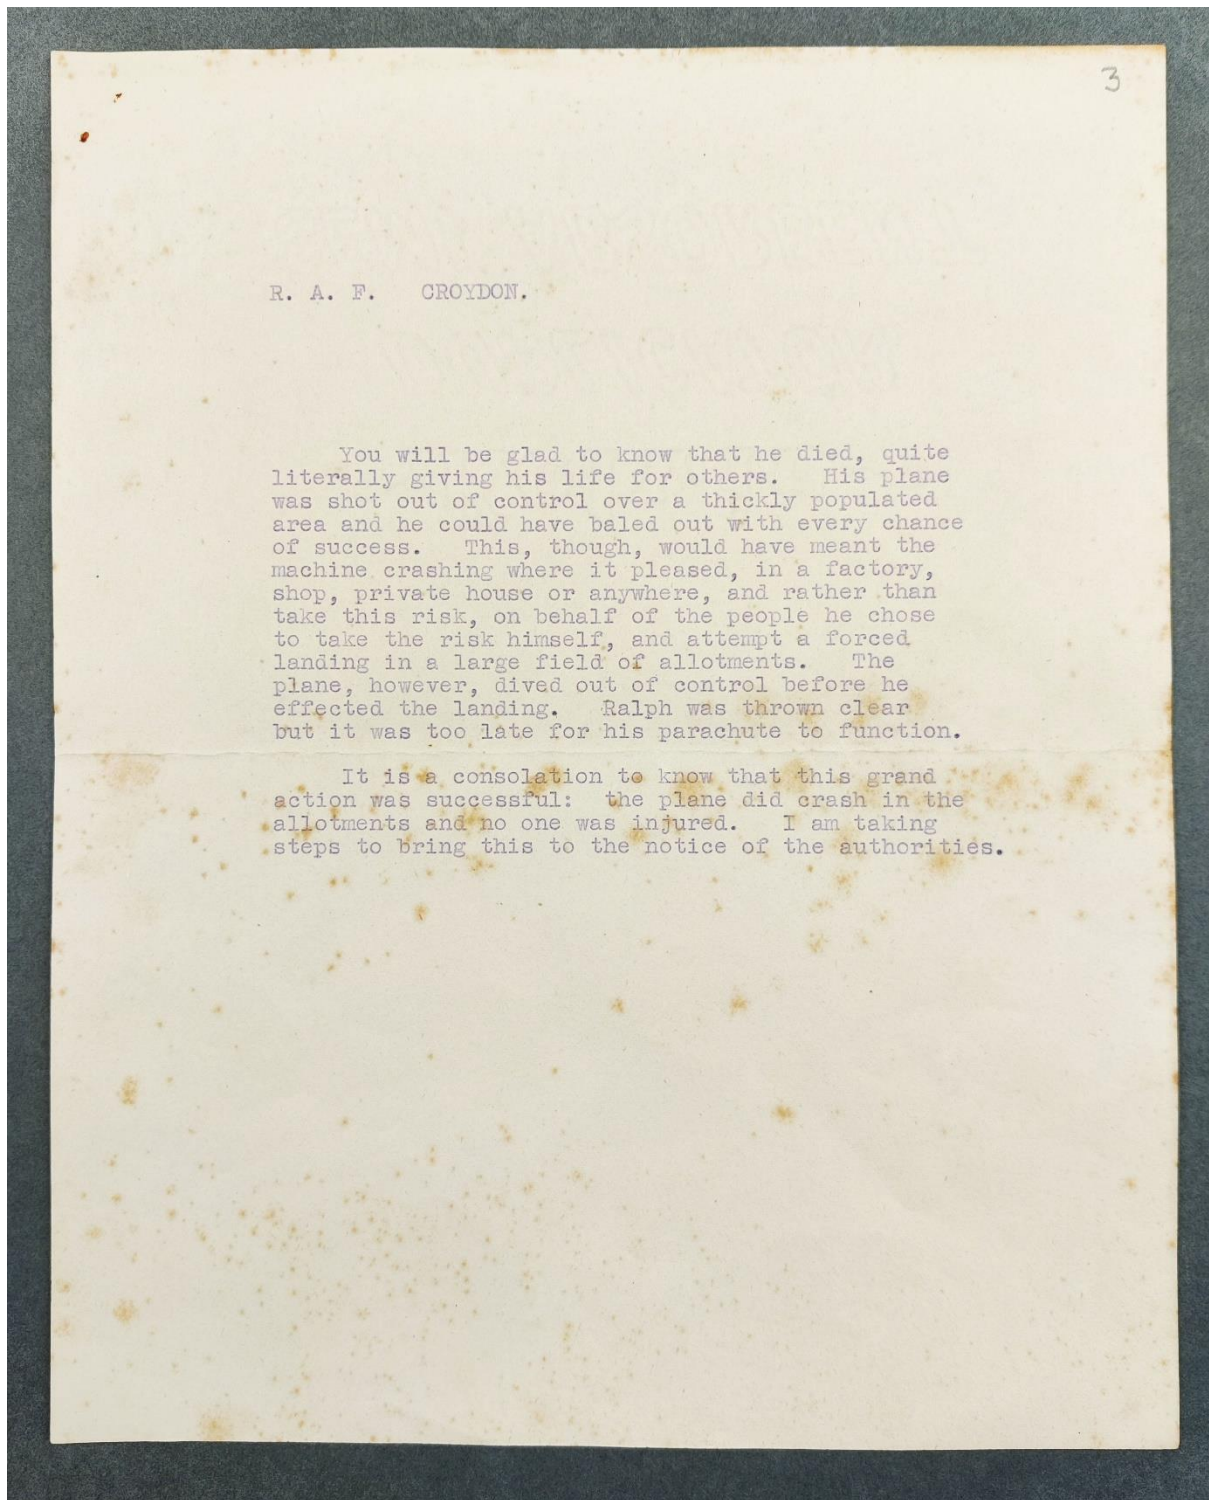 3
R. A. F.   CROYDON.
You will be glad to know that he died, quite
literally giving his life for others.   His plane
was shot out of control over a thickly populated
area and he could have baled out with every chance
of success.   This, though, would have meant the
machine crashing where it pleased, in a factory,
shop, private house or anywhere, and rather than
take this risk, on behalf of the people he chose
to take the risk himself, and attempt a forced
landing in a large field of allotments.   The
plane, however, dived out of control before he
effected the landing.   Ralph was thrown clear
but it was too late for his parachute to function.
It is a consolation to know that this grand
action was successful:  the plane did crash in the
allotments and no one was injured.   I am taking
steps to bring this to the notice of the authorities.